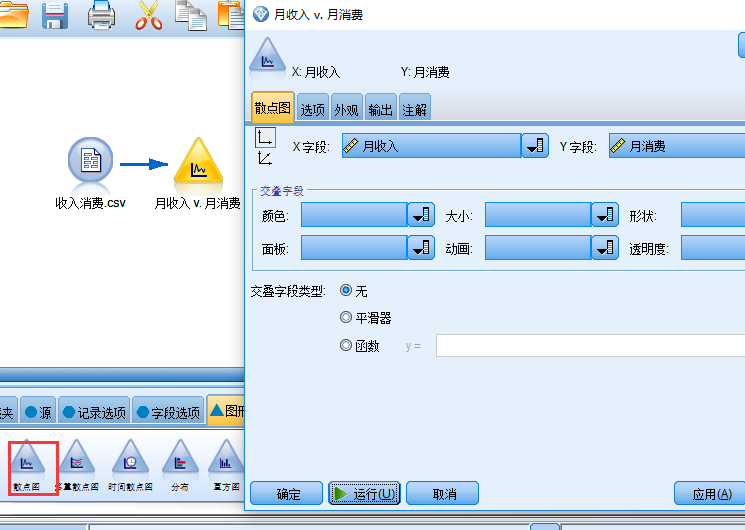 月收入 v. 月消费
X: 月收入 Y: 月消费
散点图 选项 外观 输出 注解
X 字段: 月收入 Y 字段: 月消费
收入消费.csv 月收入 v. 月消费
交叠字段
颜色: 大小: 形状:
面板: 动画: 透明度:
交叠字段类型: 无
平滑器
函数 y =
夹 源 记录选项 字段选项 图形
散点图 多重散点图 时间散点图 分布 直方图
确定 运行(U) 取消 应用(A)